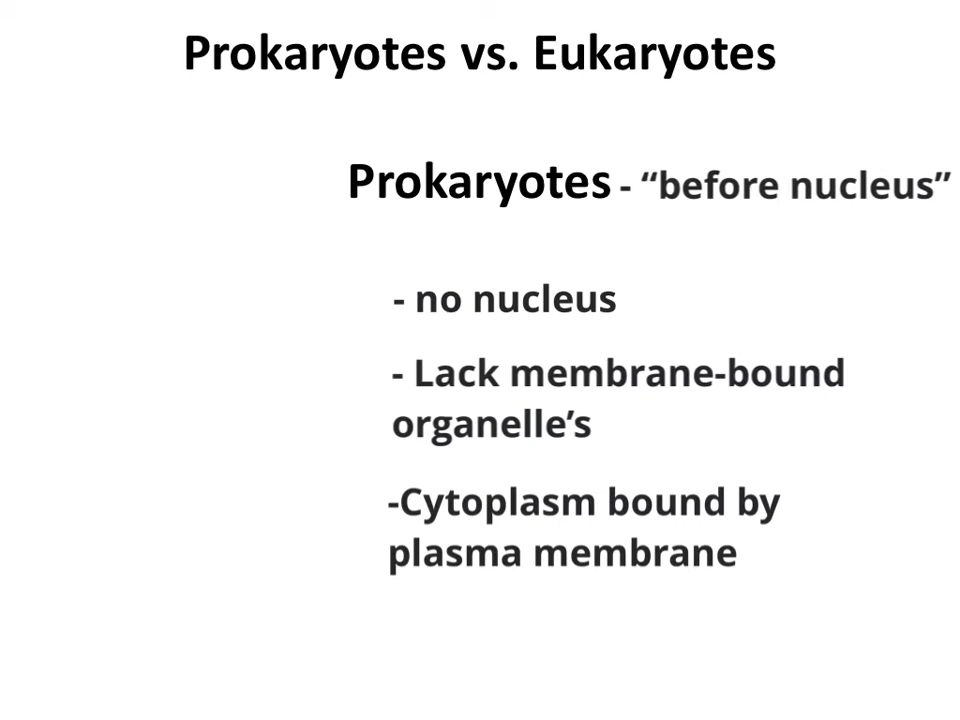 Prokaryotes vs. Eukaryotes
Prokaryotes - “before nucleus”
- no nucleus
- Lack membrane-bound
organelle’s
-Cytoplasm bound by
plasma membrane